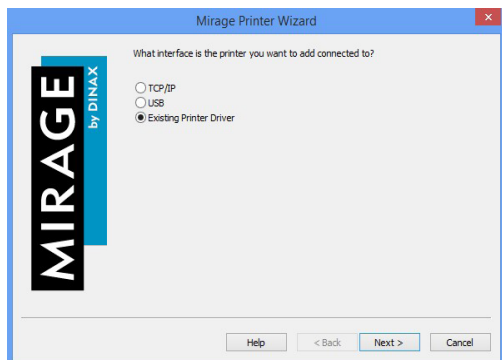 Mirage Printer Wizard
What interface is the printer you want to add connected to?
TCP/IP
USB
Existing Printer Driver
MIRAGE
by DINAX
Help
< Back
Next >
Cancel